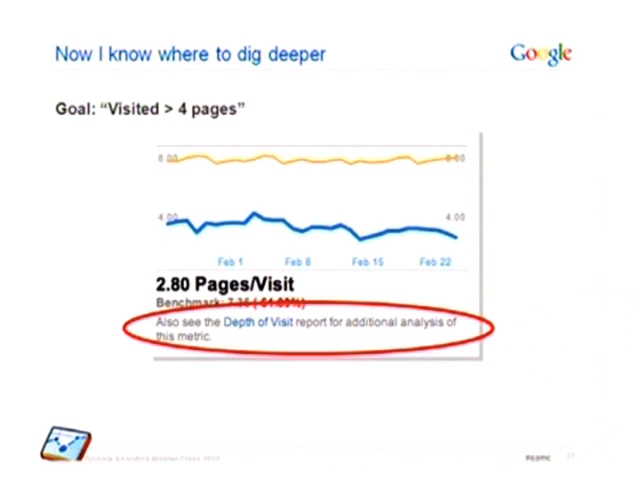 Now I know where to dig deeper
Google
Goal: “Visited > 4 pages”
8.00 8.00
4.00 4.00
Feb 1 Feb 8 Feb 15 Feb 22
2.80 Pages/Visit
Benchmark:
Also see the Depth of Visit report for additional analysis of
this metric.